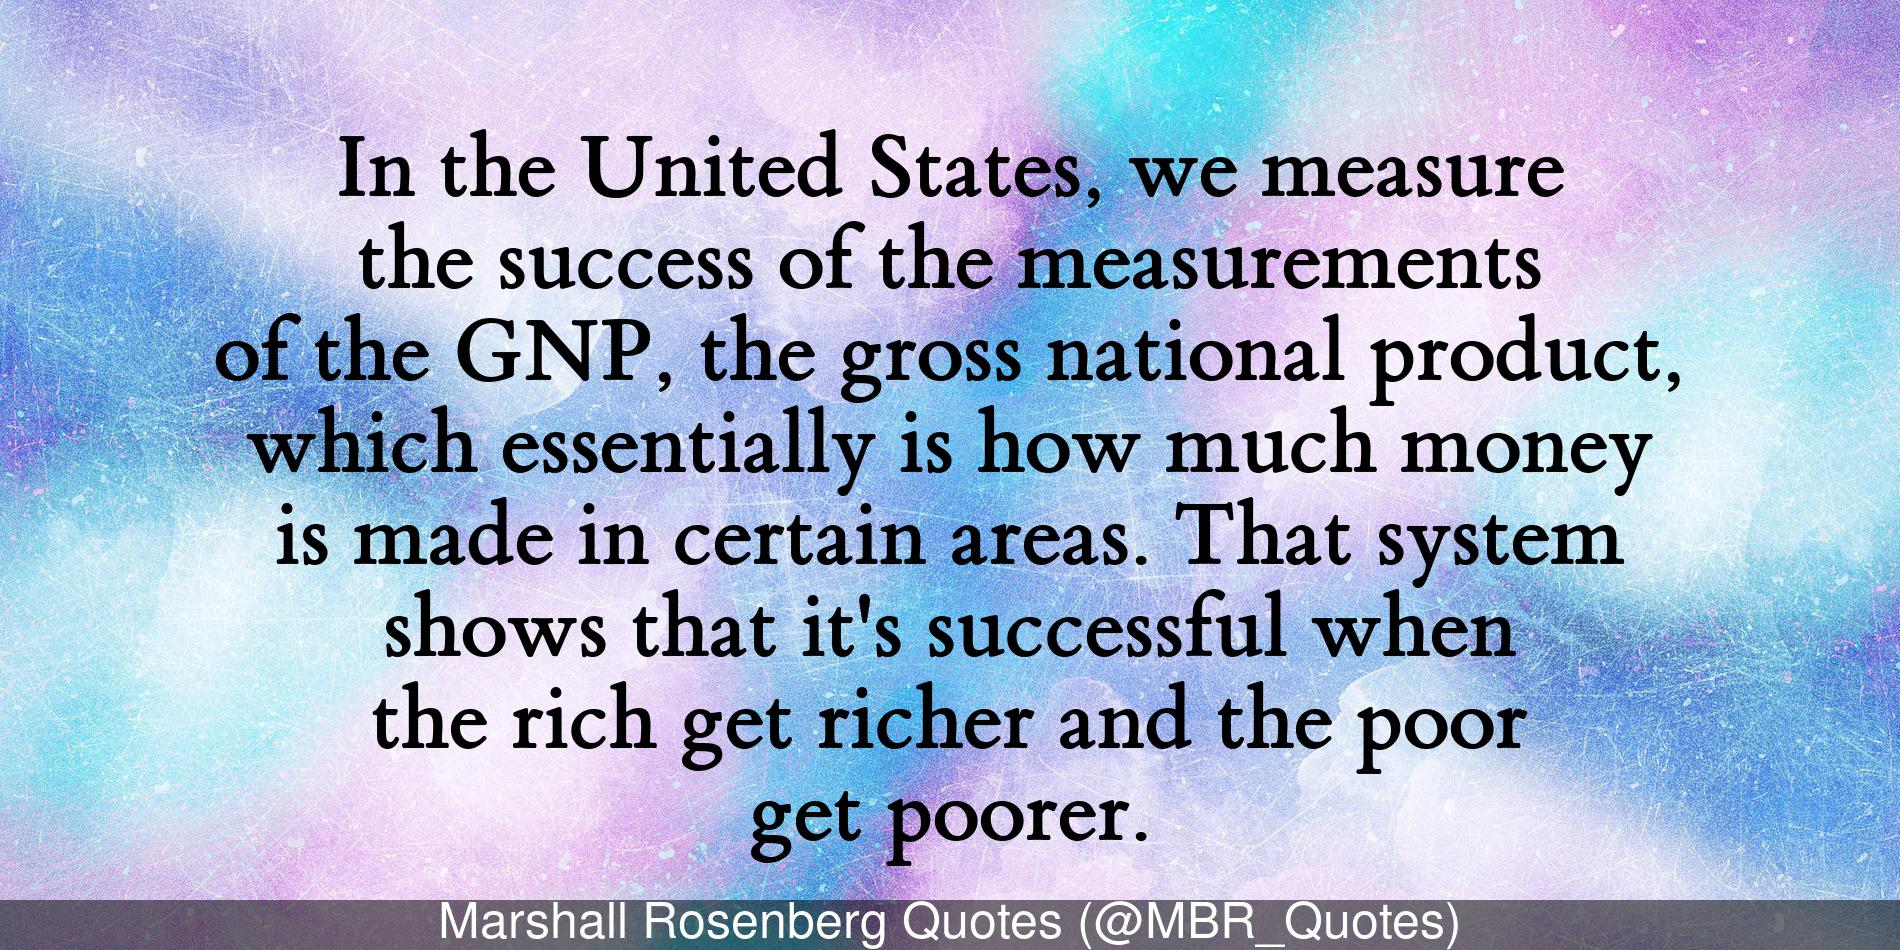 In the United States, we measure
the success of the measurements
of the GNP, the gross national product,
which essentially is how much money
is made in certain areas. That system
shows that it's successful when
the rich get richer and the poor
get poorer.
Marshall Rosenberg Quotes (@MBR_Quotes)